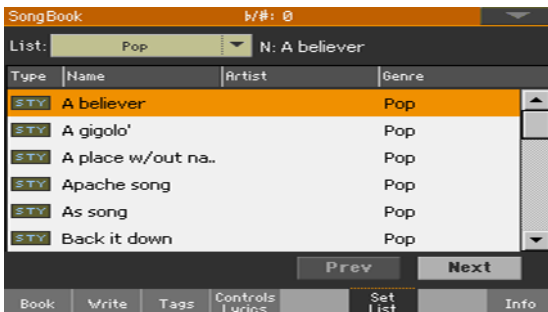 SongBook ♭/#: 0
List: Pop N: A believer
Type Name Artist Genre
STY A believer Pop
STY A gigolo' Pop
STY A place w/out na.. Pop
STY Apache song Pop
STY As song Pop
STY Back it down Pop
Prev Next
Book Write Tags Controls Lyrics Set List Info